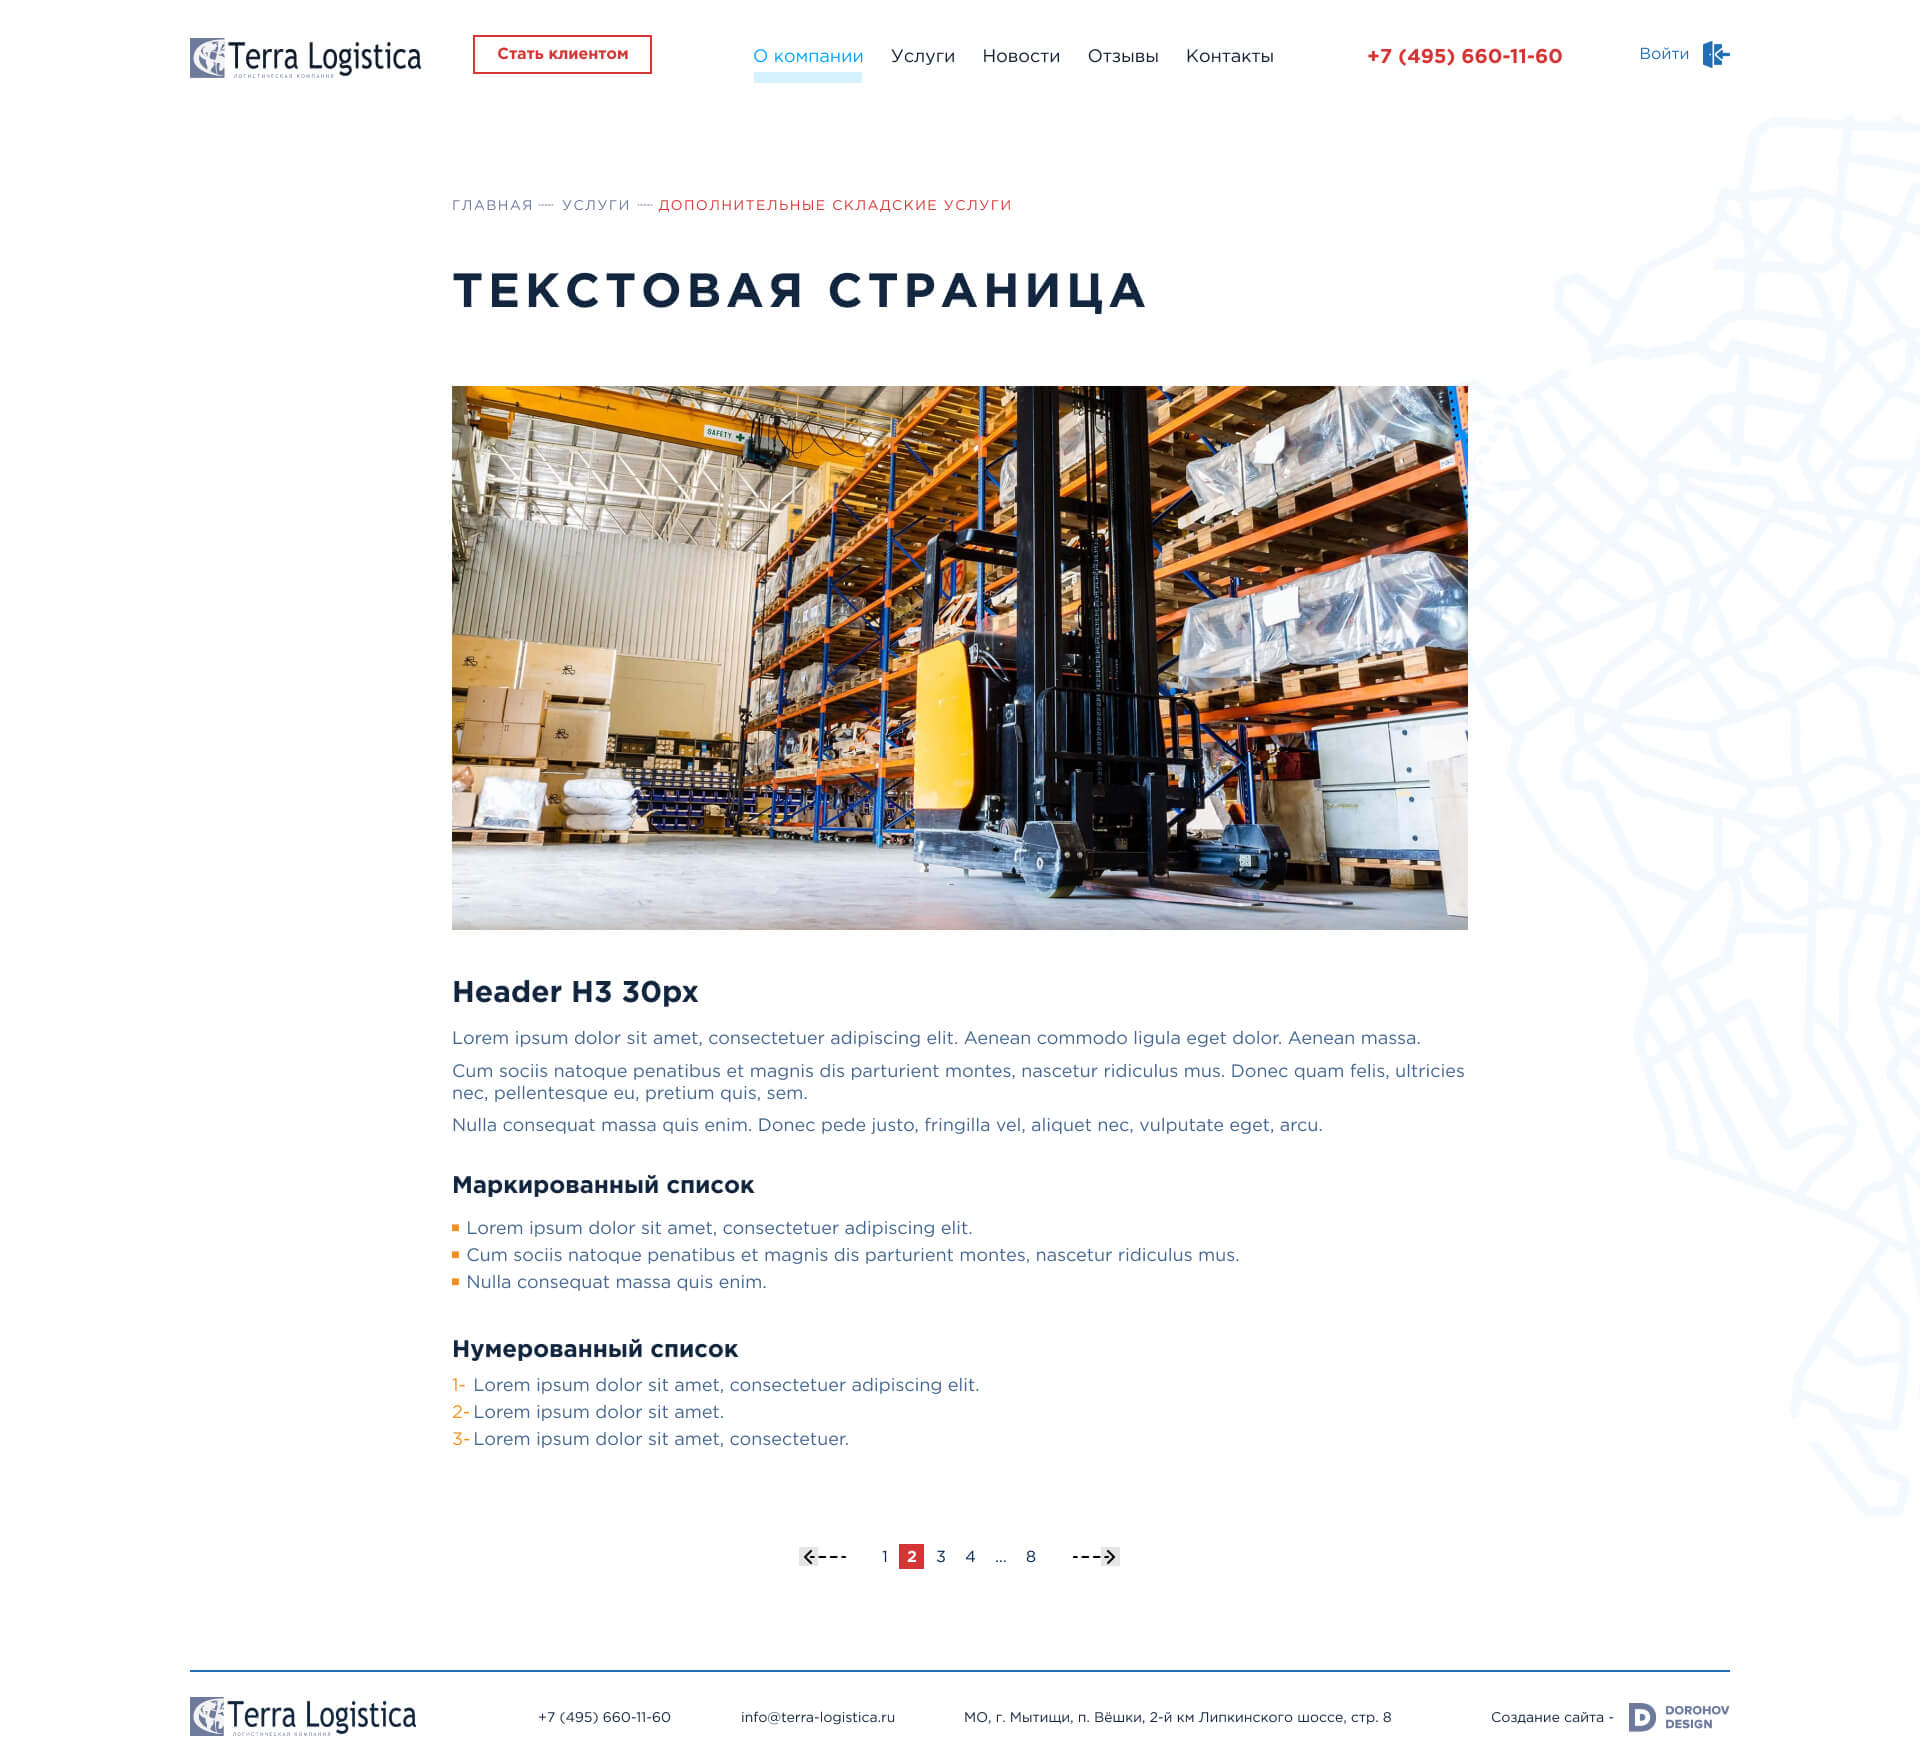 Terra Logistica
ЛОГИСТИЧЕСКАЯ КОМПАНИЯ
Стать клиентом
О компании
Услуги
Новости
Отзывы
Контакты
+7 (495) 660-11-60
Войти
ГЛАВНАЯ
УСЛУГИ
ДОПОЛНИТЕЛЬНЫЕ СКЛАДСКИЕ УСЛУГИ
ТЕКСТОВАЯ СТРАНИЦА
SAFETY
Header H3 30px
Lorem ipsum dolor sit amet, consectetuer adipiscing elit. Aenean commodo ligula eget dolor. Aenean massa.
Cum sociis natoque penatibus et magnis dis parturient montes, nascetur ridiculus mus. Donec quam felis, ultricies
nec, pellentesque eu, pretium quis, sem.
Nulla consequat massa quis enim. Donec pede justo, fringilla vel, aliquet nec, vulputate eget, arcu.
Маркированный список
Lorem ipsum dolor sit amet, consectetuer adipiscing elit.
Cum sociis natoque penatibus et magnis dis parturient montes, nascetur ridiculus mus.
Nulla consequat massa quis enim.
Нумерованный список
1- Lorem ipsum dolor sit amet, consectetuer adipiscing elit.
2- Lorem ipsum dolor sit amet.
3- Lorem ipsum dolor sit amet, consectetuer.
1 2 3 4 ... 8
Terra Logistica
ЛОГИСТИЧЕСКАЯ КОМПАНИЯ
+7 (495) 660-11-60
info@terra-logistica.ru
МО, г. Мытищи, п. Вёшки, 2-й км Липкинского шоссе, стр. 8
Создание сайта -
DOROHOV
DESIGN